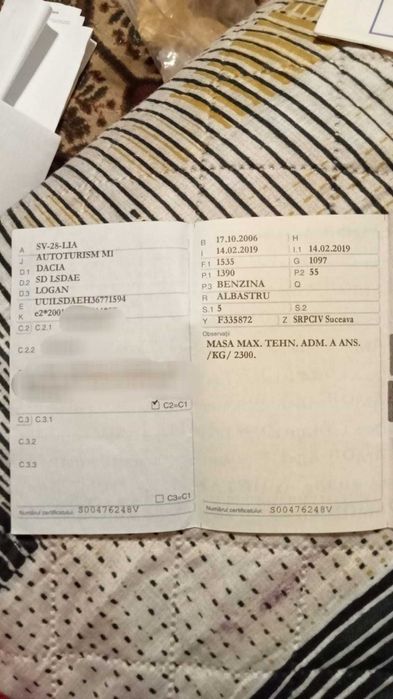 A SV-28-LIA
J AUTOTURISM M1
D.1 DACIA
D.2 SD LSDAE
D.3 LOGAN
E UU1LSDAEH36771594
K e2*2001
C.2 C.2.1
C.2.2
☑ C2=C1
C.3 C.3.1
C.3.2
C.3.3
☐ C3=C1
Numărul certificatului S00476248V
B 17.10.2006 H
I 14.02.2019 I.1 14.02.2019
F.1 1535 G 1097
P.1 1390 P.2 55
P.3 BENZINA Q
R ALBASTRU
S.1 5 S.2
Y F335872 Z SRPCIV Suceava
Observații
MASA MAX. TEHN. ADM. A ANS.
/KG/ 2300.
Numărul certificatului S00476248V